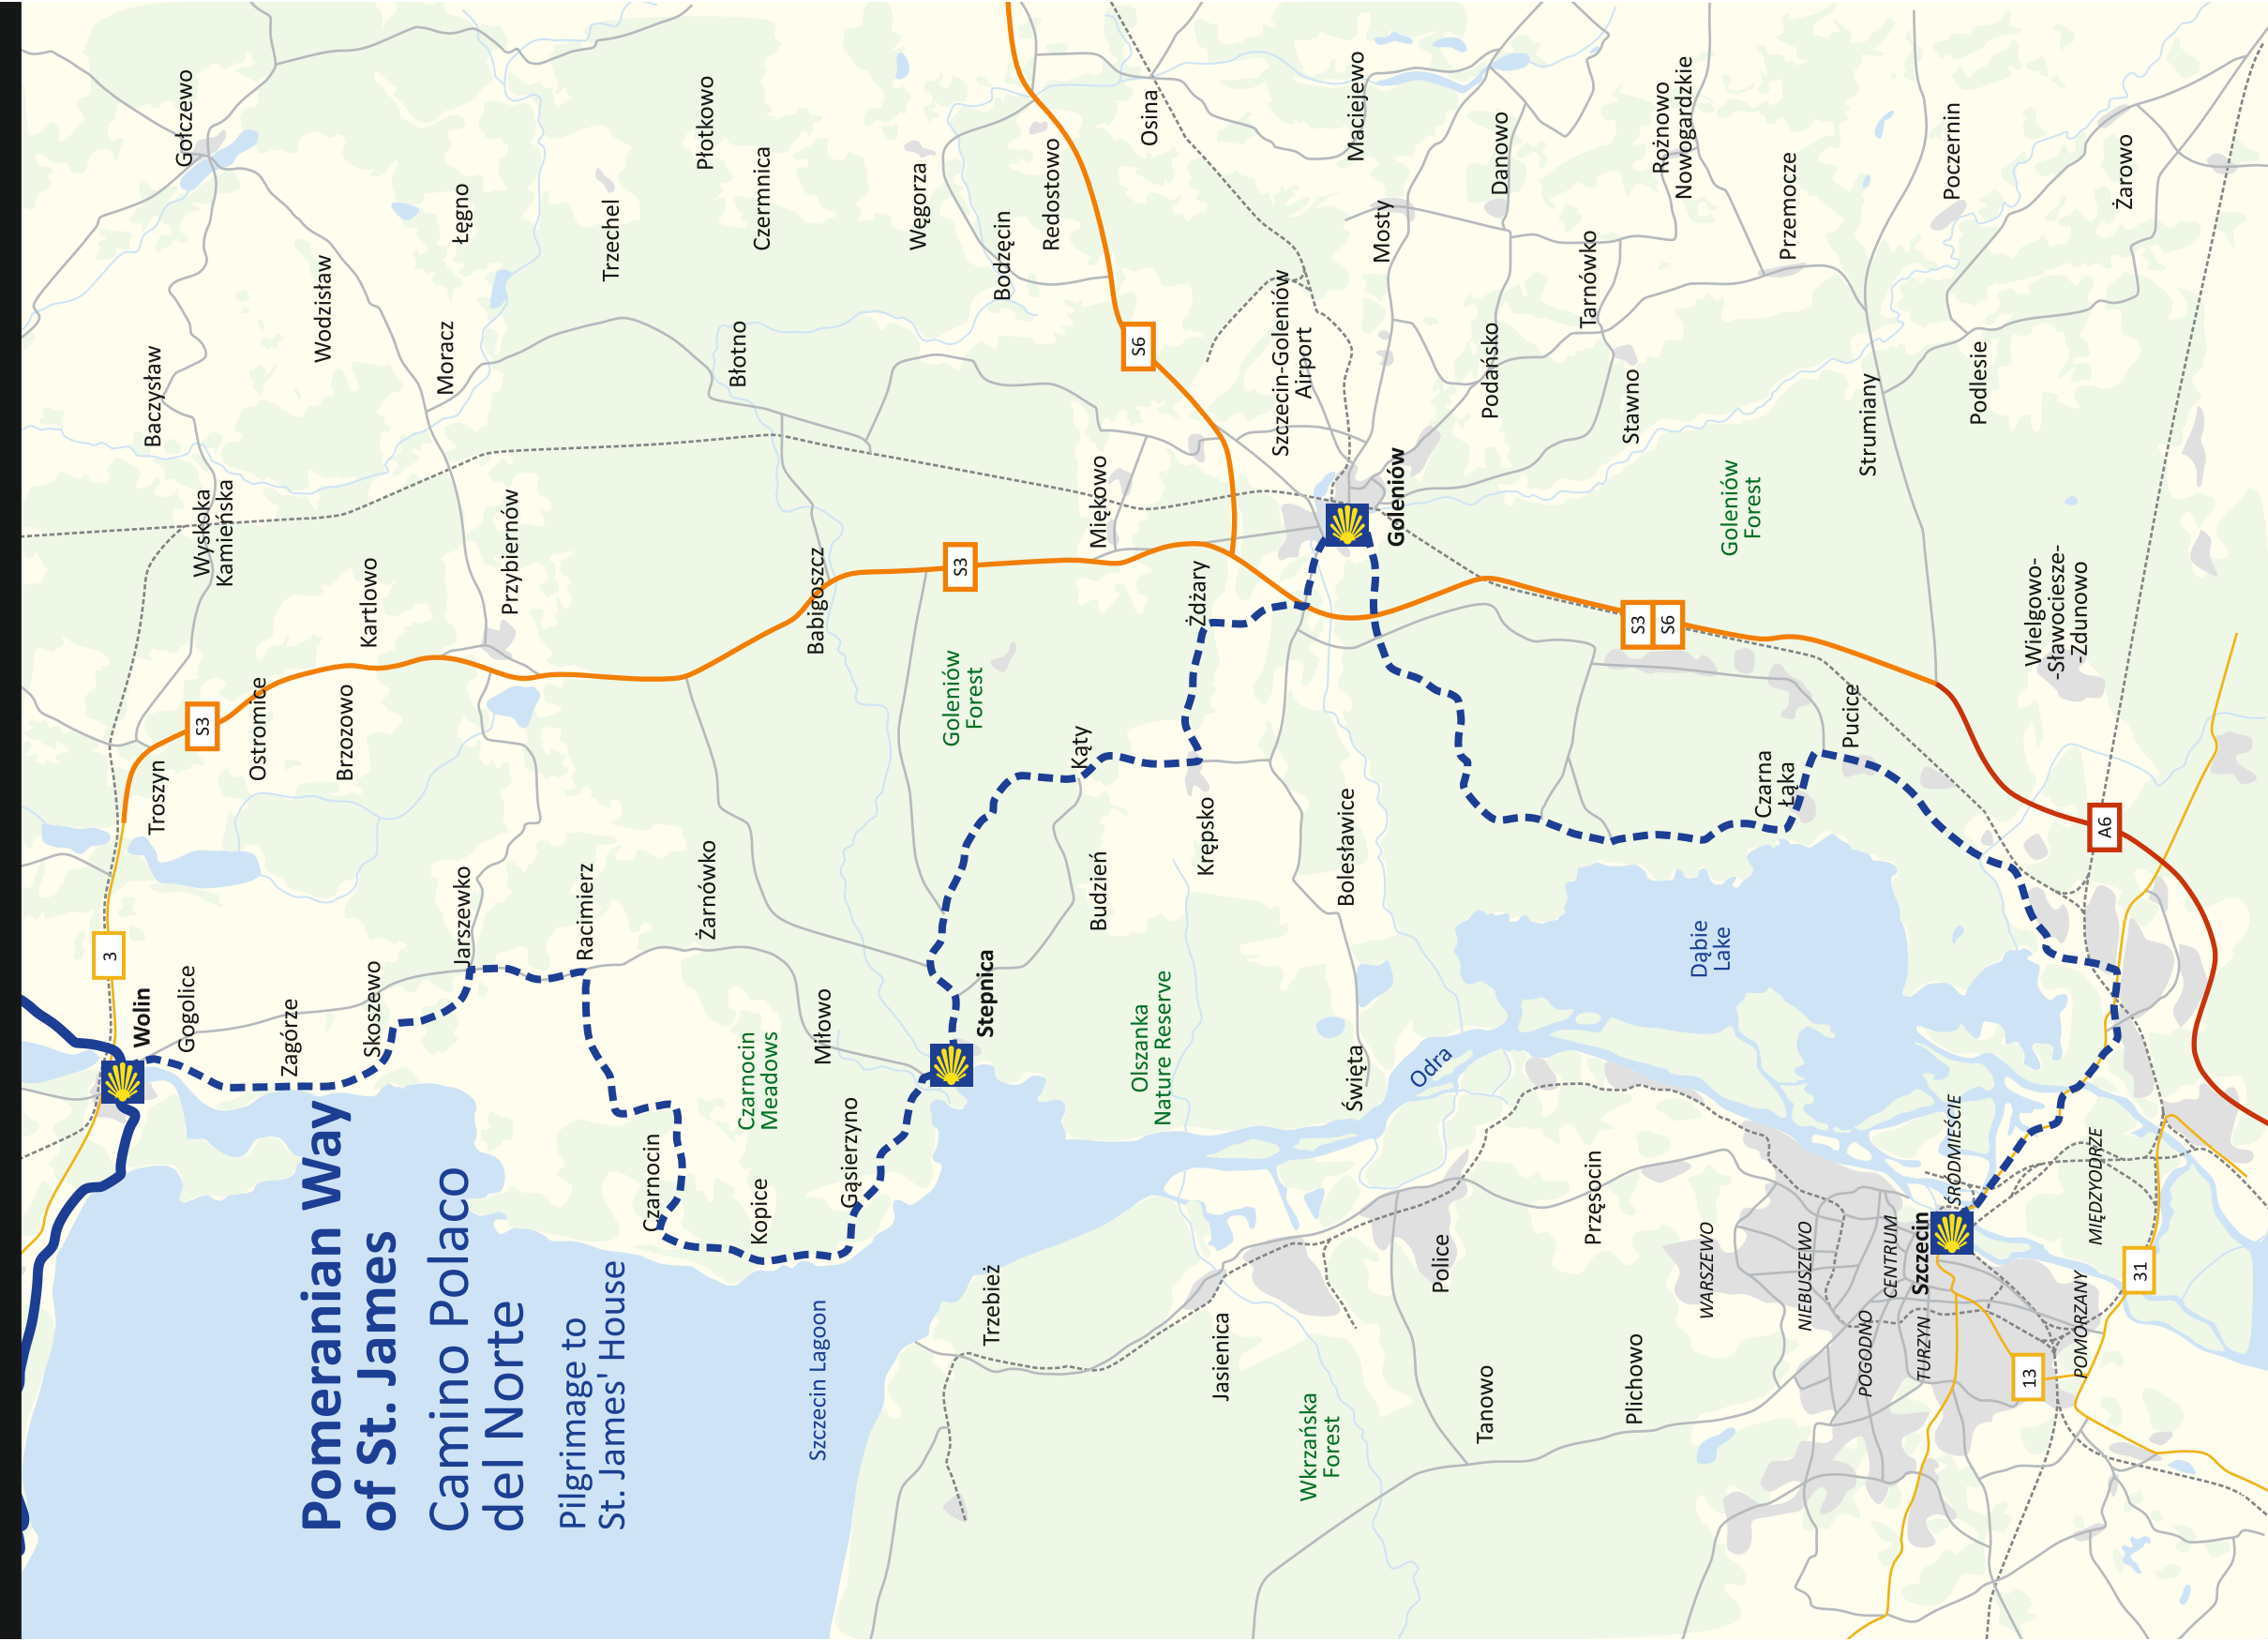 Pomeranian Way
of St. James
Camino Polaco
del Norte
Pilgrimage to
St. James' House
Gołczewo
Baczysław
Wodzisław
Łęgno
Moracz
Trzechel
Płotkowo
Czermnica
Błotno
Węgorza
Bodzęcin
Redostowo
Osina
S6
Szczecin-Goleniów
Airport
Maciejewo
Mosty
Danowo
Podańsko
Tarnówko
Stawno
Rożnowo
Nowogardzkie
Przemocze
Strumiany
Poczernin
Podlesie
Żarowo
Wysoka
Kamieńska
Kartlowo
Przybiernów
Babigoszcz
S3
Miękowo
Żdżary
Goleniów
Goleniów
Forest
S3
S6
Wielgowo-
-Sławociesze-
-Zdunowo
S3
Troszyn
Ostromice
Brzozowo
Goleniów
Forest
Kąty
Krępsko
Budzień
Bolesławice
Czarna
Łąka
Pucice
A6
3
Wolin
Gogolice
Zagórze
Skoszewo
Jarszewko
Racimierz
Żarnówko
Miłowo
Czarnocin
Meadows
Stepnica
Olszanka
Nature Reserve
Święta
Odra
Dąbie
Lake
Czarnocin
Kopice
Gąsierzyno
Szczecin Lagoon
Trzebież
Jasienica
Police
Wkrzańska
Forest
Tanowo
Przęsocin
Plichowo
WARSZEWO
NIEBUSZEWO
POGODNO
CENTRUM
TURZYN
Szczecin
ŚRÓDMIEŚCIE
MIĘDZYODRZE
POMORZANY
31
13